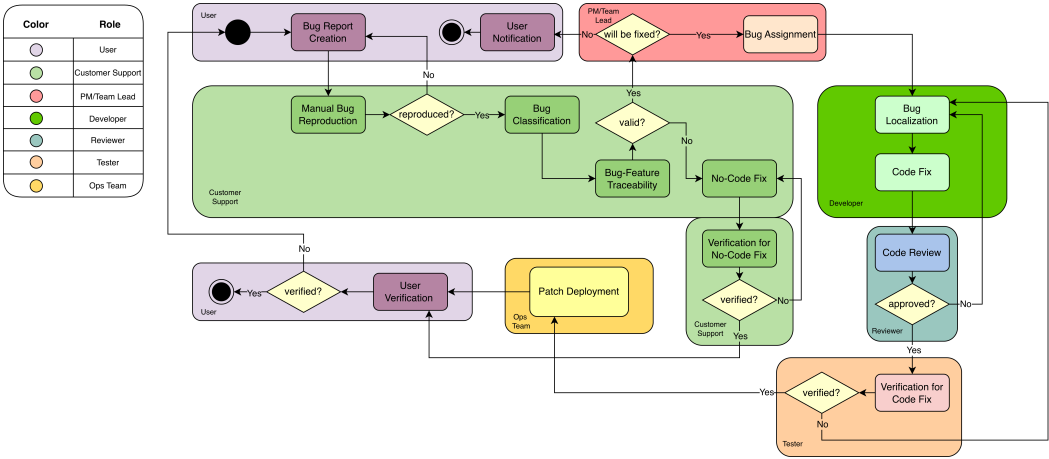 Color Role
User
Customer Support
PM/Team Lead
Developer
Reviewer
Tester
Ops Team
User
Bug Report
Creation
User
Notification
No
PM/Team
Lead
will be fixed?
Yes
Bug Assignment
No
Manual Bug
Reproduction
reproduced?
Yes
Bug
Classification
Yes
valid?
No
Bug-Feature
Traceability
No-Code Fix
Customer
Support
Bug
Localization
Code Fix
Developer
Verification for
No-Code Fix
verified?
No
Customer
Support
Yes
Code Review
approved?
No
Reviewer
Yes
No
Yes
verified?
User
Verification
User
Patch Deployment
Ops
Team
Yes
verified?
Verification for
Code Fix
No
Tester